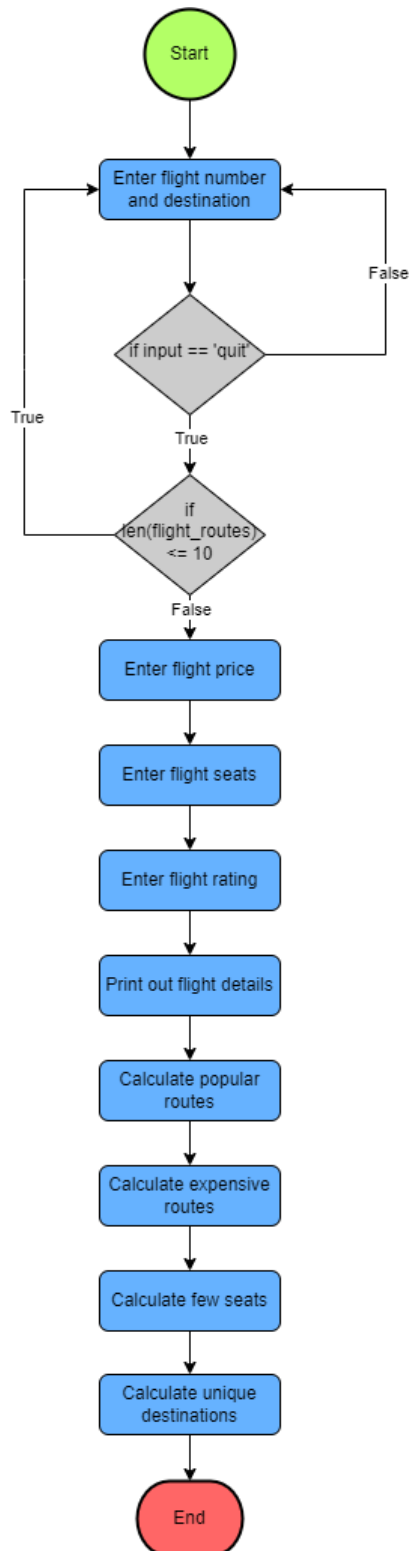 Start
Enter flight number
and destination
False
if input == 'quit'
True
True
if
len(flight_routes)
<= 10
False
Enter flight price
Enter flight seats
Enter flight rating
Print out flight details
Calculate popular
routes
Calculate expensive
routes
Calculate few seats
Calculate unique
destinations
End